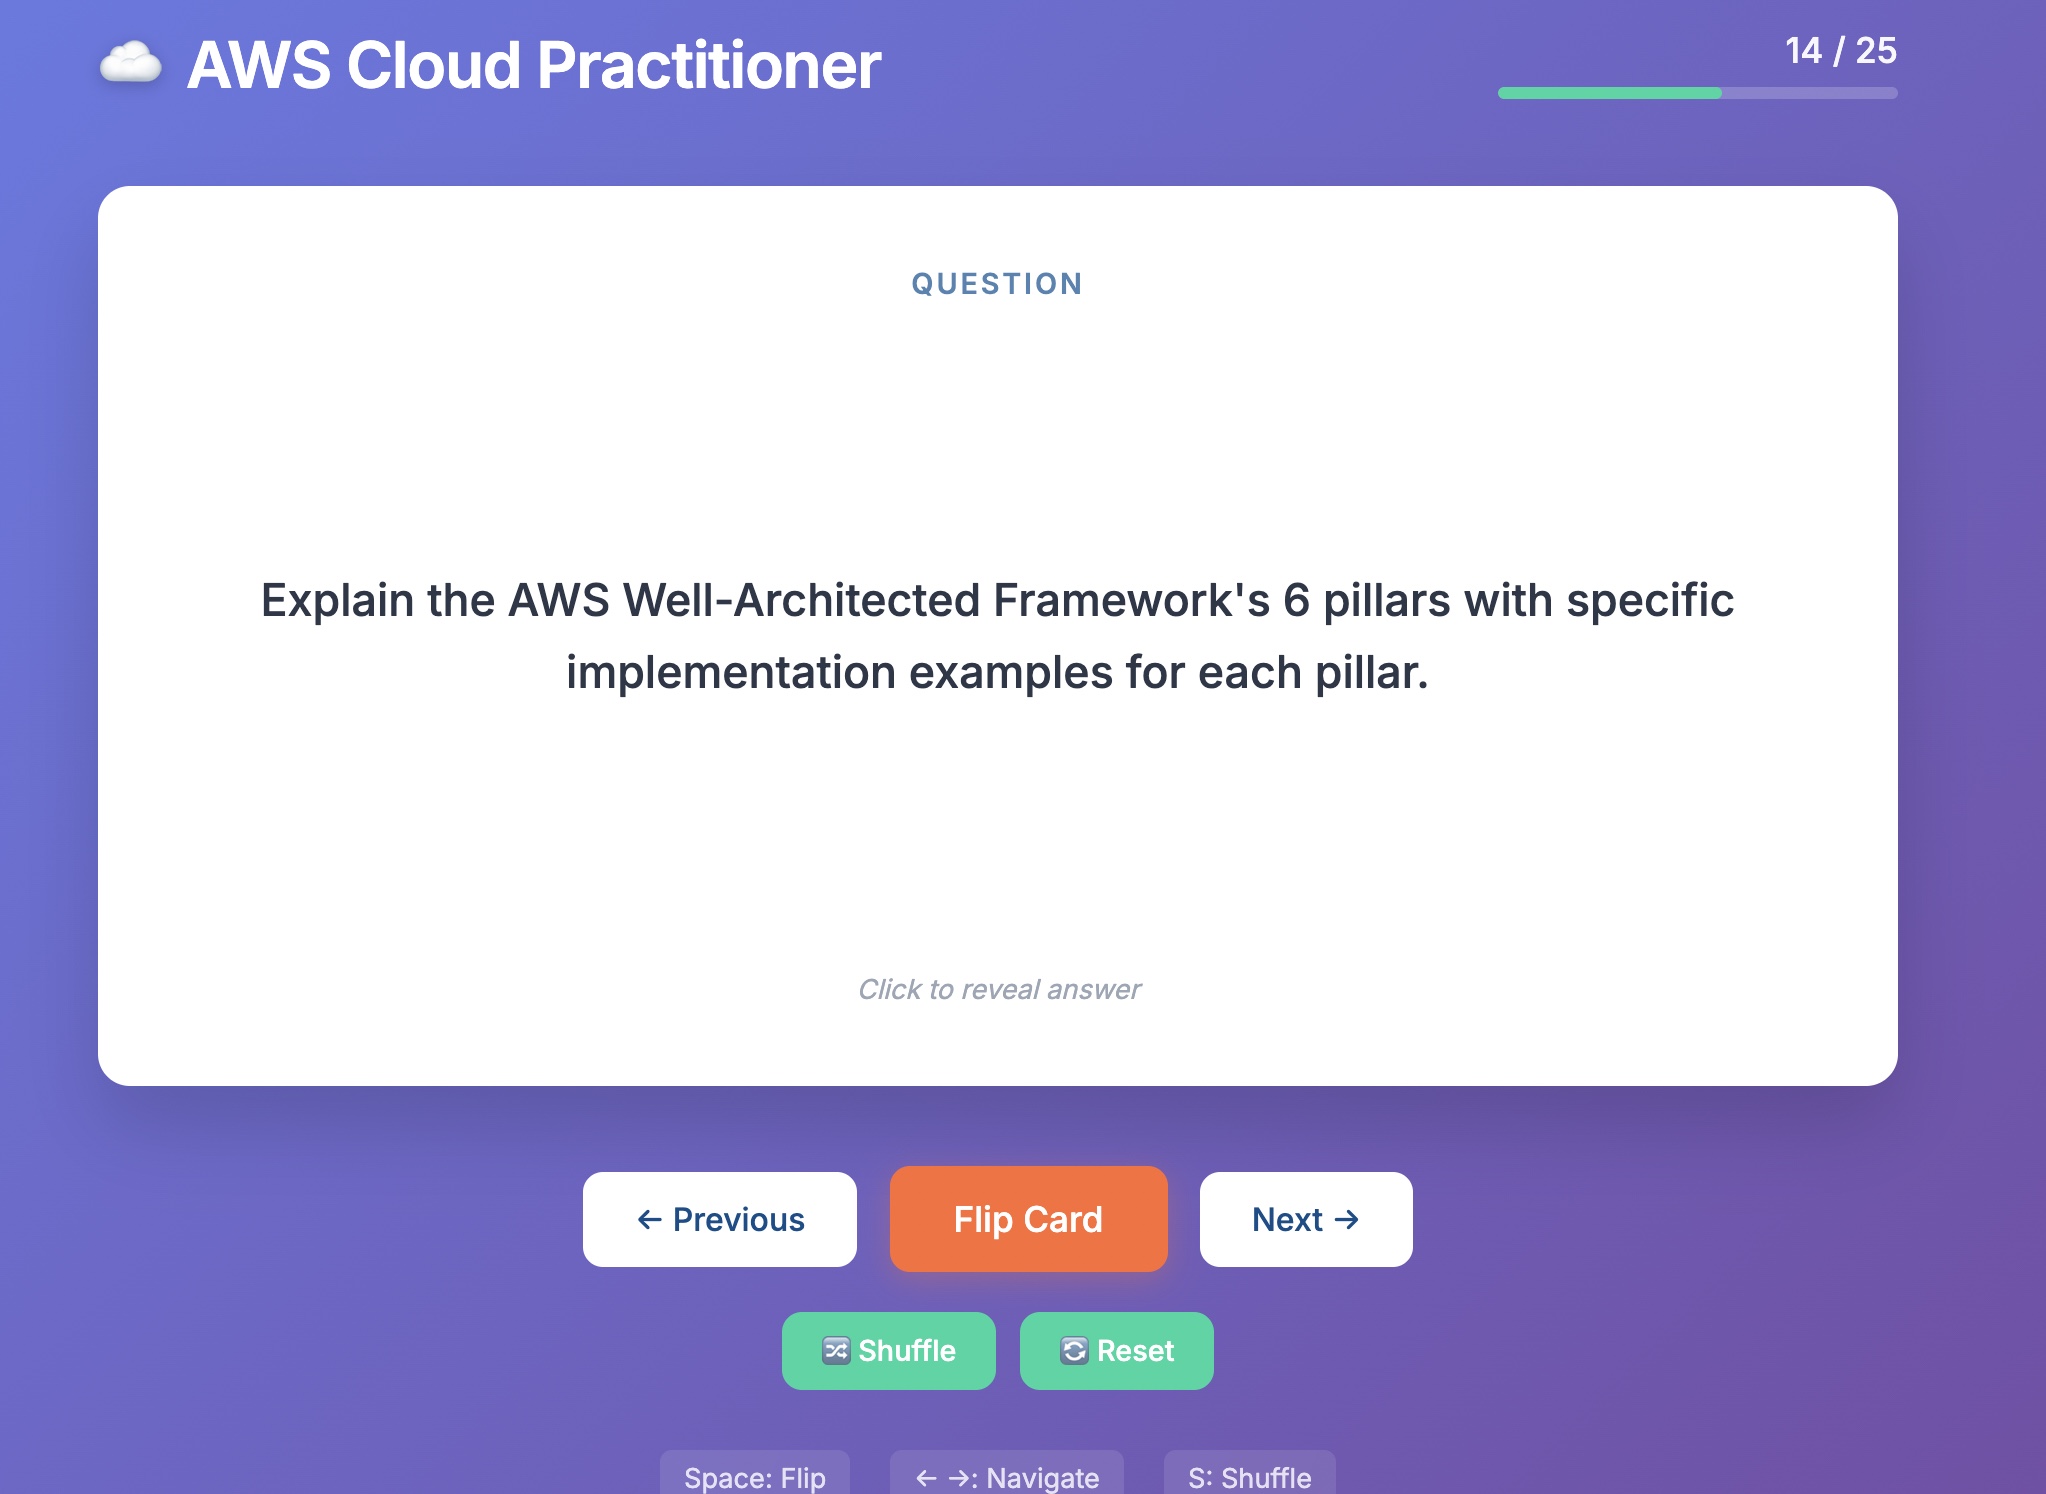 AWS Cloud Practitioner
14 / 25
QUESTION
Explain the AWS Well-Architected Framework's 6 pillars with specific
implementation examples for each pillar.
Click to reveal answer
← Previous
Flip Card
Next →
Shuffle
Reset
Space: Flip
← →: Navigate
S: Shuffle